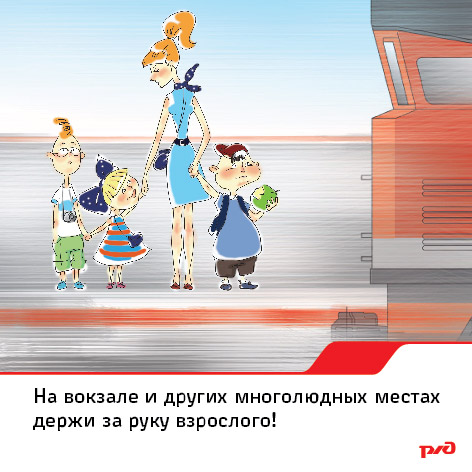 На вокзале и других многолюдных местах
держи за руку взрослого!
ржд